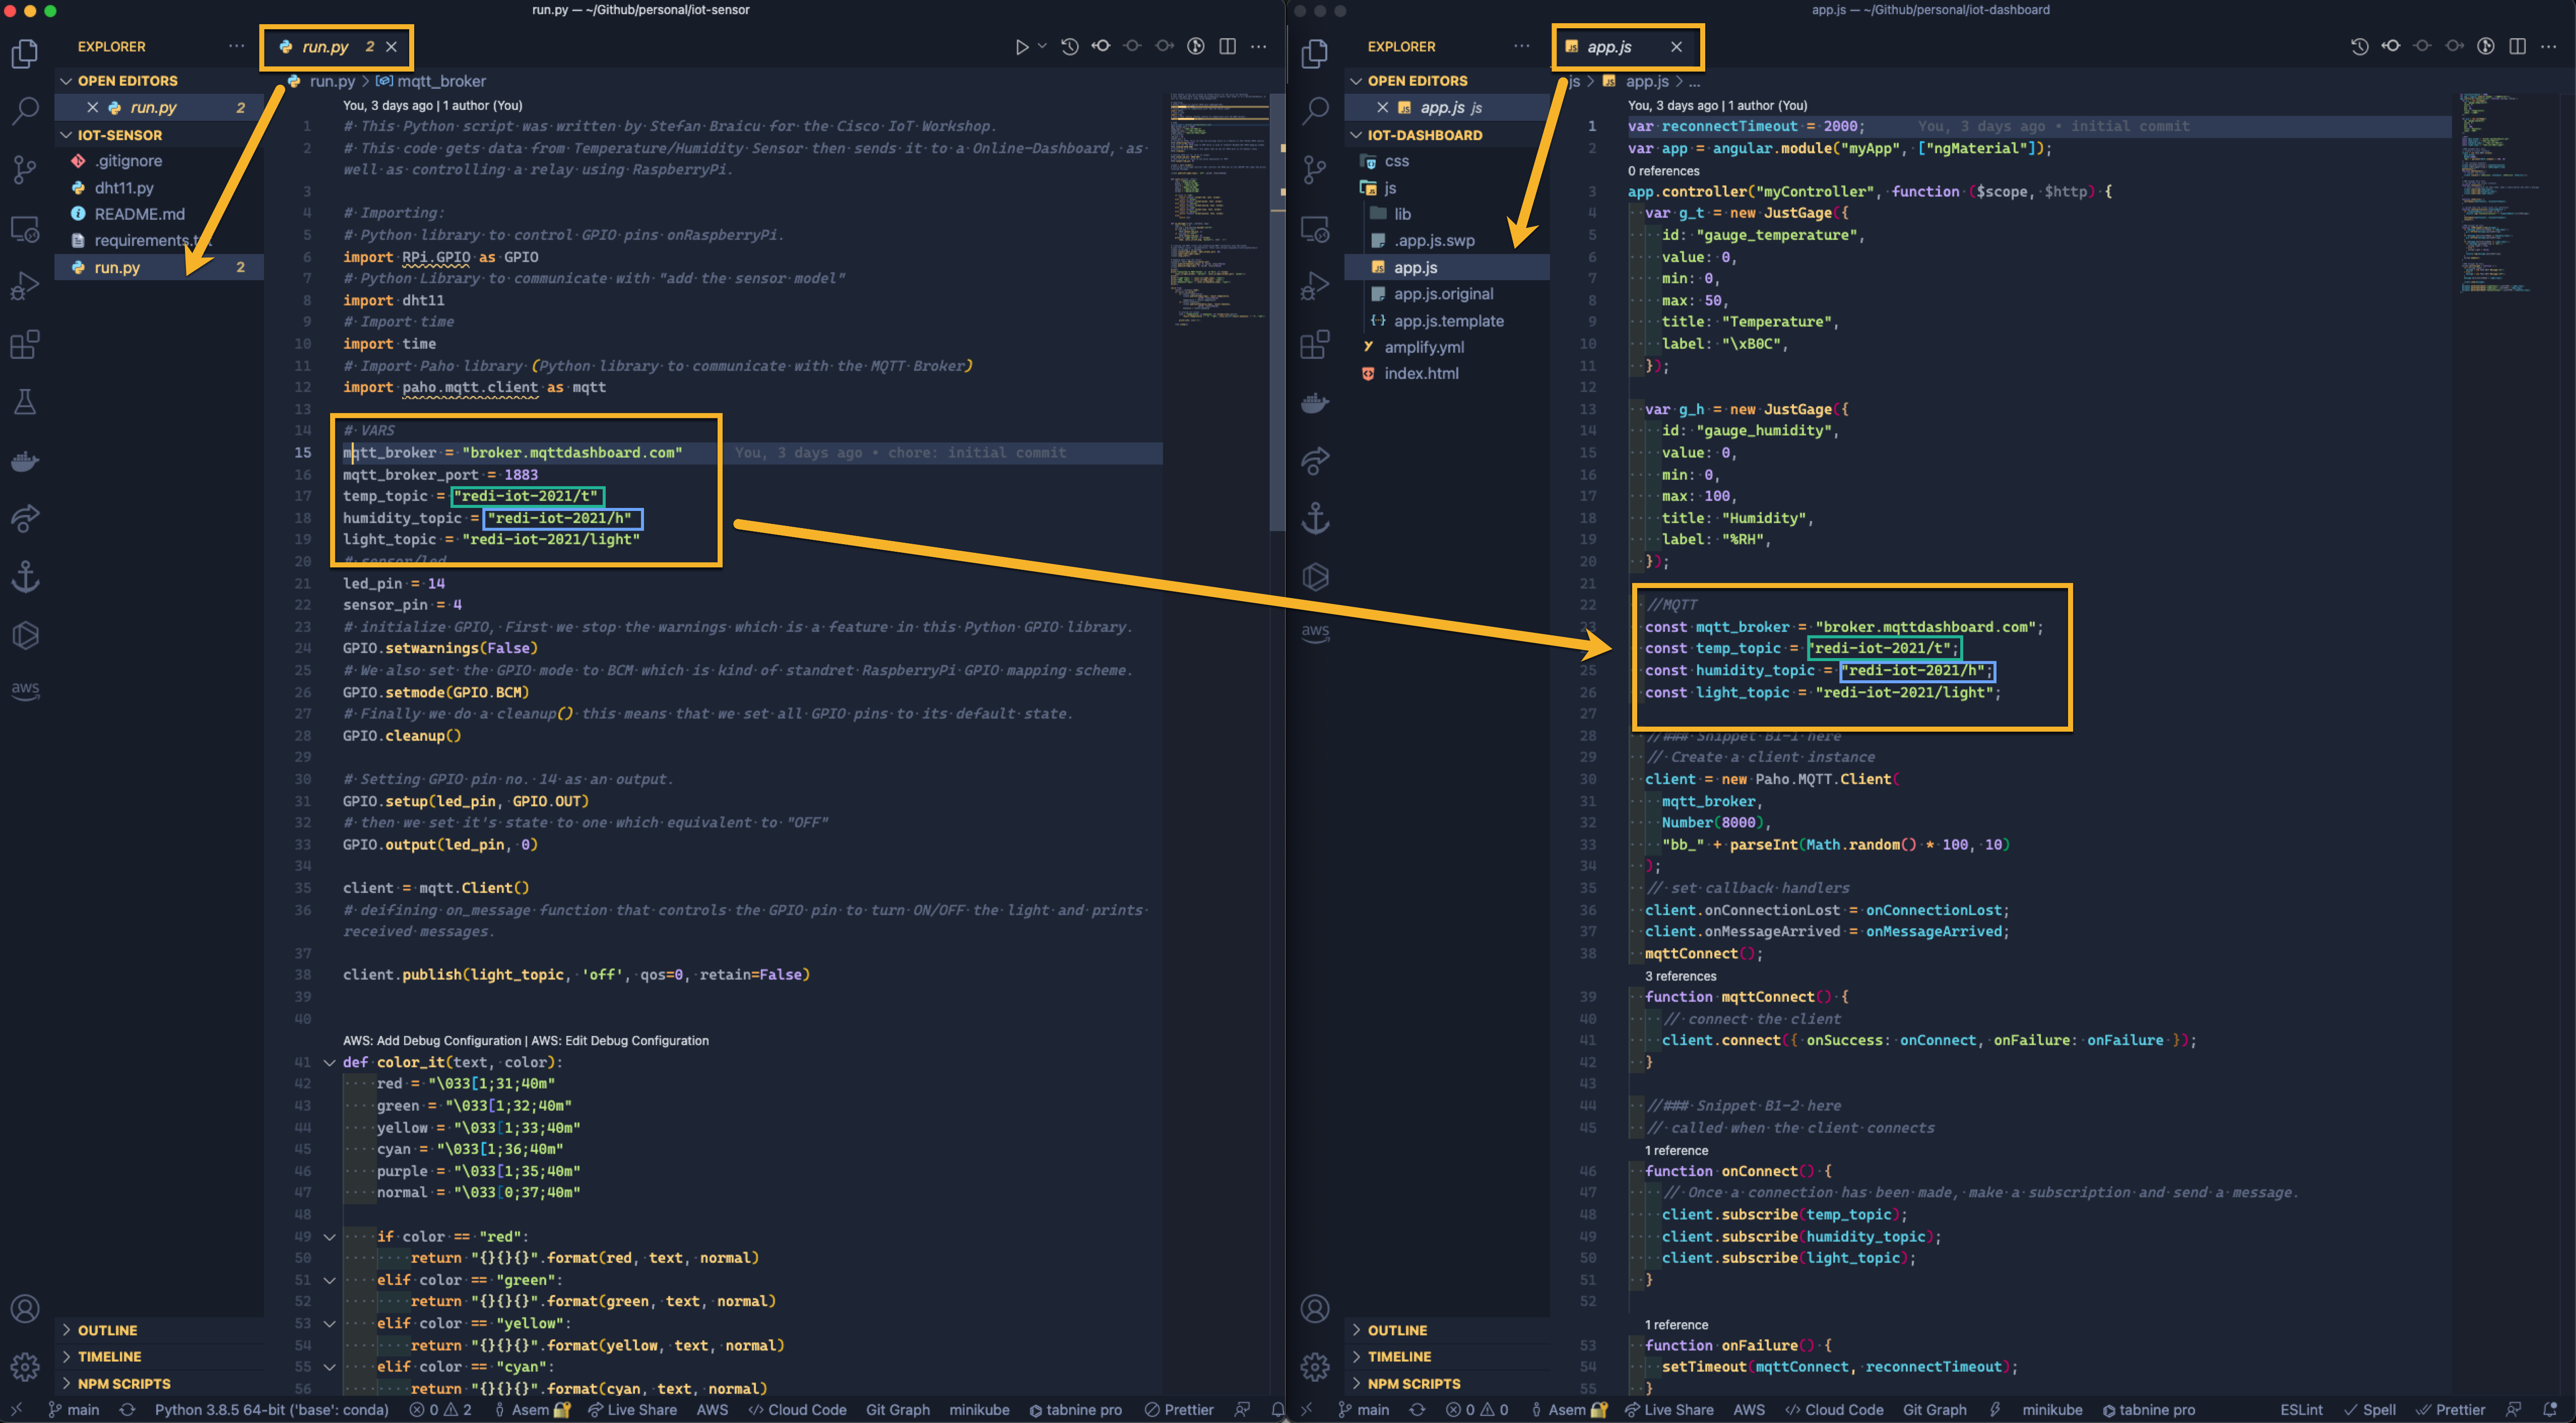 run.py — ~/Github/personal/iot-sensor
EXPLORER
run.py 2
OPEN EDITORS
run.py 2
IOT-SENSOR
.gitignore
dht11.py
README.md
requirements.
run.py 2
OUTLINE
TIMELINE
NPM SCRIPTS
aws
run.py > mqtt_broker
You, 3 days ago | 1 author (You)
1 # This Python script was written by Stefan Braicu for the Cisco IoT Workshop.
2 # This code gets data from Temperature/Humidity Sensor then sends it to a Online-Dashboard, as
well as controlling a relay using RaspberryPi.
3
4 # Importing:
5 # Python library to control GPIO pins onRaspberryPi.
6 import RPi.GPIO as GPIO
7 # Python Library to communicate with "add the sensor model"
8 import dht11
9 # Import time
10 import time
11 # Import Paho library (Python library to communicate with the MQTT Broker)
12 import paho.mqtt.client as mqtt
13
14 # VARS
15 mqtt_broker = "broker.mqttdashboard.com" You, 3 days ago • chore: initial commit
16 mqtt_broker_port = 1883
17 temp_topic = "redi-iot-2021/t"
18 humidity_topic = "redi-iot-2021/h"
19 light_topic = "redi-iot-2021/light"
20 # sensor/led
21 led_pin = 14
22 sensor_pin = 4
23 # initialize GPIO, First we stop the warnings which is a feature in this Python GPIO library.
24 GPIO.setwarnings(False)
25 # We also set the GPIO mode to BCM which is kind of standret RaspberryPi GPIO mapping scheme.
26 GPIO.setmode(GPIO.BCM)
27 # Finally we do a cleanup() this means that we set all GPIO pins to its default state.
28 GPIO.cleanup()
29
30 # Setting GPIO pin no. 14 as an output.
31 GPIO.setup(led_pin, GPIO.OUT)
32 # then we set it's state to one which equivalent to "OFF"
33 GPIO.output(led_pin, 0)
34
35 client = mqtt.Client()
36 # deifining on_message function that controls the GPIO pin to turn ON/OFF the light and prints
received messages.
37
38 client.publish(light_topic, 'off', qos=0, retain=False)
39
40
AWS: Add Debug Configuration | AWS: Edit Debug Configuration
41 def color_it(text, color):
42 red = "\033[1;31;40m"
43 green = "\033[1;32;40m"
44 yellow = "\033[1;33;40m"
45 cyan = "\033[1;36;40m"
46 purple = "\033[1;35;40m"
47 normal = "\033[0;37;40m"
48
49 if color == "red":
50 return "{}{}{}".format(red, text, normal)
51 elif color == "green":
52 return "{}{}{}".format(green, text, normal)
53 elif color == "yellow":
54 return "{}{}{}".format(yellow, text, normal)
55 elif color == "cyan":
56 return "{}{}{}".format(cyan, text, normal)
main Python 3.8.5 64-bit ('base': conda) 0 2 Asem Live Share AWS Cloud Code Git Graph minikube tabnine pro Prettier
app.js — ~/Github/personal/iot-dashboard
EXPLORER
app.js
OPEN EDITORS
app.js js
IOT-DASHBOARD
css
js
lib
.app.js.swp
app.js
app.js.original
app.js.template
amplify.yml
index.html
OUTLINE
TIMELINE
NPM SCRIPTS
aws
js > app.js > ...
You, 3 days ago | 1 author (You)
1 var reconnectTimeout = 2000; You, 3 days ago • initial commit
2 var app = angular.module("myApp", ["ngMaterial"]);
0 references
3 app.controller("myController", function ($scope, $http) {
4 var g_t = new JustGage({
5 id: "gauge_temperature",
6 value: 0,
7 min: 0,
8 max: 50,
9 title: "Temperature",
10 label: "\xB0C",
11 });
12
13 var g_h = new JustGage({
14 id: "gauge_humidity",
15 value: 0,
16 min: 0,
17 max: 100,
18 title: "Humidity",
19 label: "%RH",
20 });
21
22 //MQTT
23 const mqtt_broker = "broker.mqttdashboard.com";
const temp_topic = "redi-iot-2021/t";
25 const humidity_topic = "redi-iot-2021/h";
26 const light_topic = "redi-iot-2021/light";
27
28 //### Snippet B1-1 here
29 // Create a client instance
30 client = new Paho.MQTT.Client(
31 mqtt_broker,
32 Number(8000),
33 "bb_" + parseInt(Math.random() * 100, 10)
34 );
35 // set callback handlers
36 client.onConnectionLost = onConnectionLost;
37 client.onMessageArrived = onMessageArrived;
38 mqttConnect();
3 references
39 function mqttConnect() {
40 // connect the client
41 client.connect({ onSuccess: onConnect, onFailure: onFailure });
42 }
43
44 //### Snippet B1-2 here
45 // called when the client connects
1 reference
46 function onConnect() {
47 // Once a connection has been made, make a subscription and send a message.
48 client.subscribe(temp_topic);
49 client.subscribe(humidity_topic);
50 client.subscribe(light_topic);
51 }
52
1 reference
53 function onFailure() {
54 setTimeout(mqttConnect, reconnectTimeout);
55 }
main 0 0 Asem Live Share AWS Cloud Code Git Graph minikube tabnine pro ESLint Spell Prettier